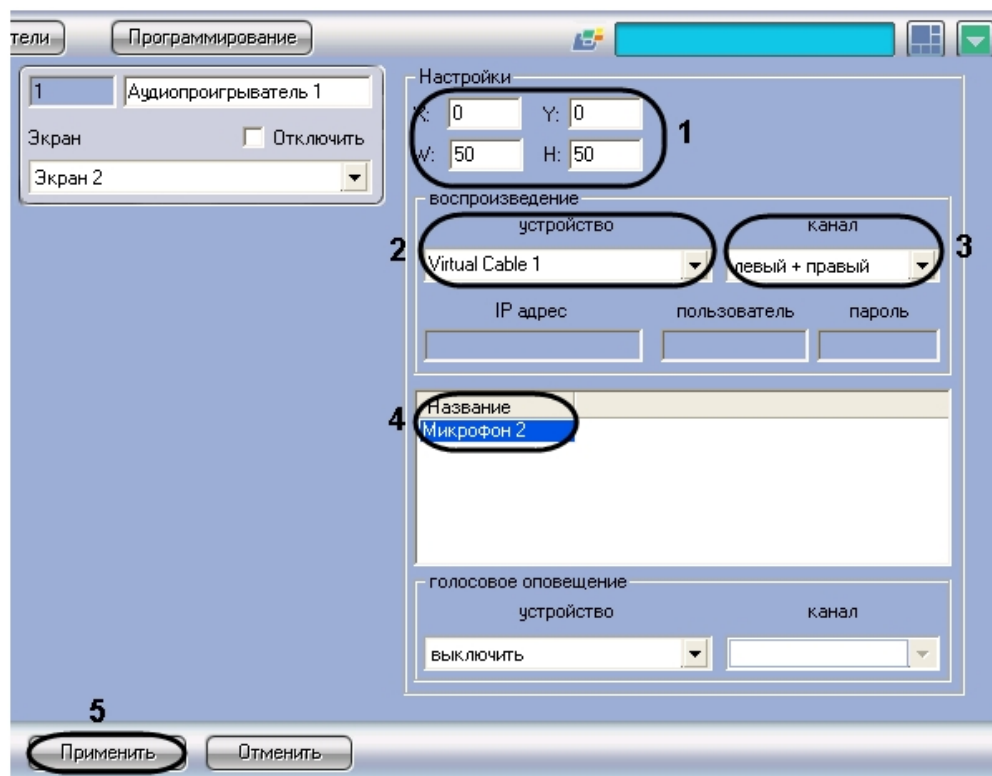 тели Программирование
1 Аудиопроигрыватель 1
Экран Отключить
Экран 2
Настройки
X: 0 Y: 0
W: 50 H: 50
1
воспроизведение
устройство канал
2 Virtual Cable 1 левый + правый 3
IP адрес пользователь пароль
Название
4 Микрофон 2
голосовое оповещение
устройство канал
выключить
5
Применить Отменить